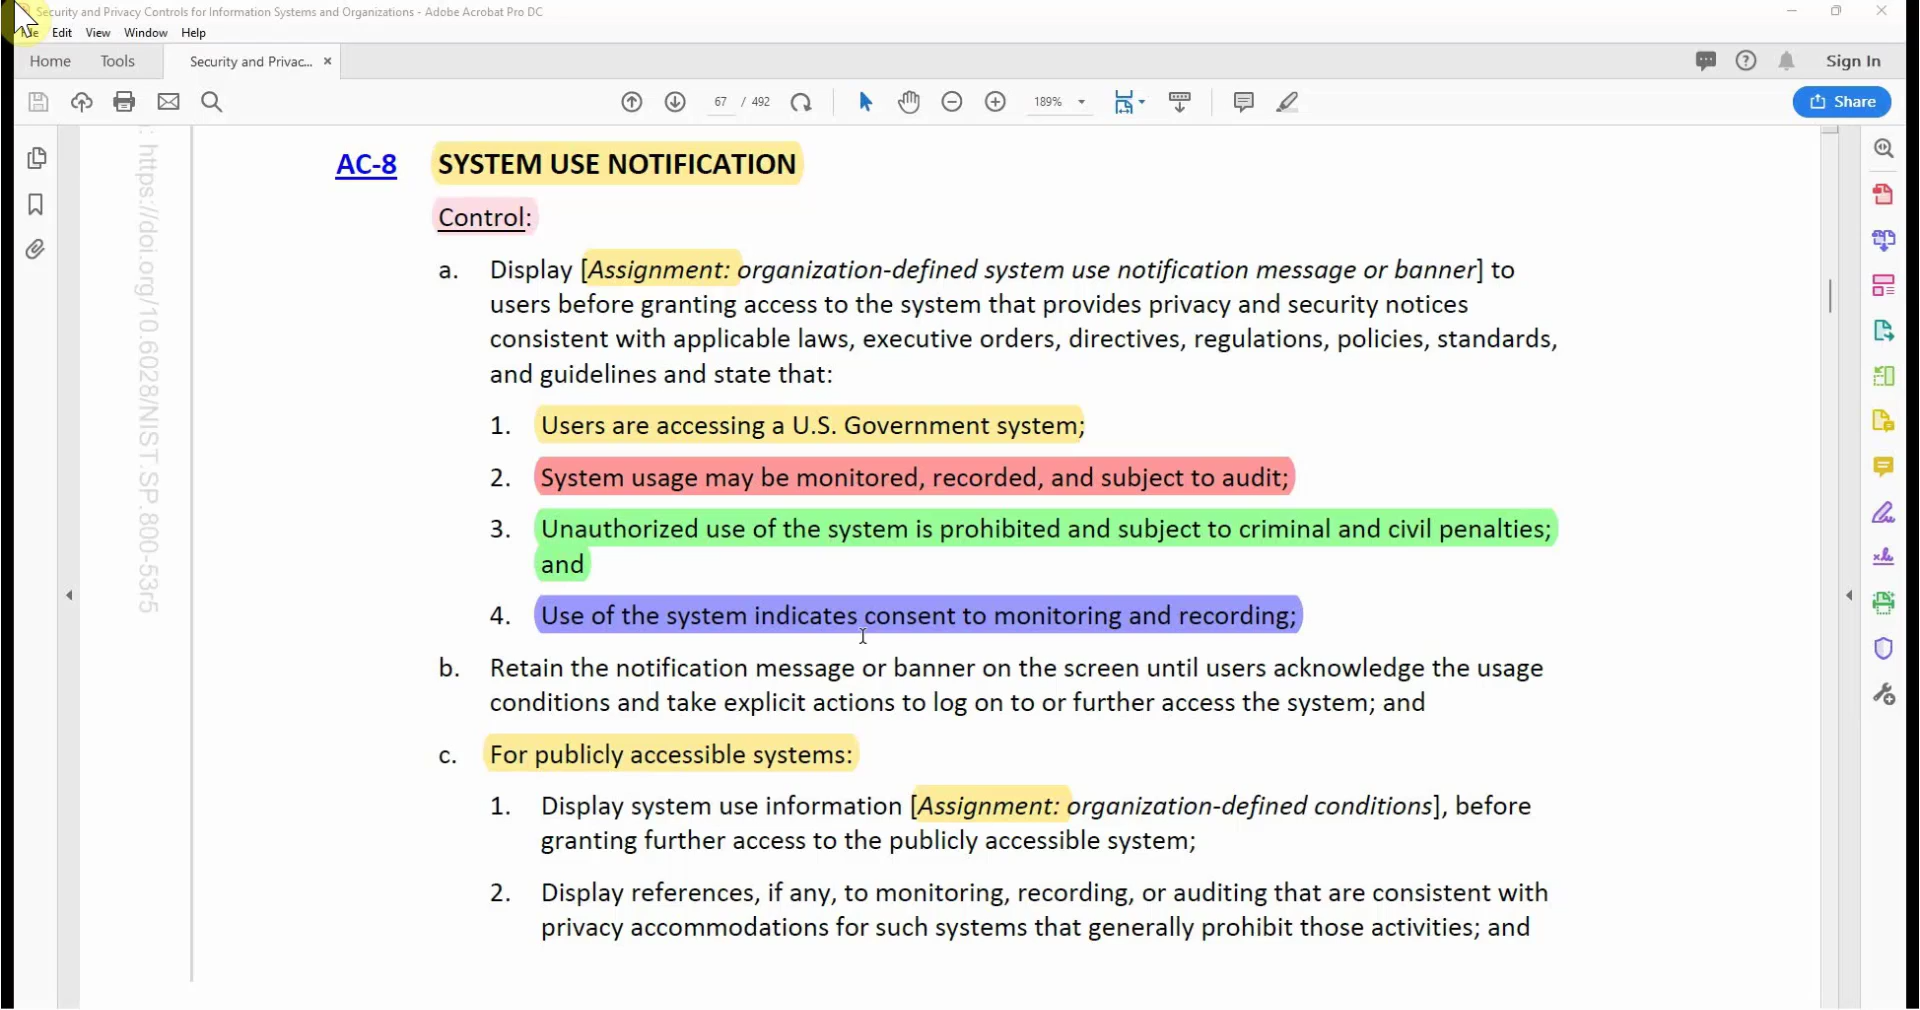 Security and Privacy Controls for Information Systems and Organizations - Adobe Acrobat Pro DC
File Edit View Window Help
Home Tools Security and Privac... × Sign In
67 / 492 189% Share
: https://doi.org/10.6028/NIST.SP.800-53r5
AC-8 SYSTEM USE NOTIFICATION
Control:
a. Display [Assignment: organization-defined system use notification message or banner] to
users before granting access to the system that provides privacy and security notices
consistent with applicable laws, executive orders, directives, regulations, policies, standards,
and guidelines and state that:
1. Users are accessing a U.S. Government system;
2. System usage may be monitored, recorded, and subject to audit;
3. Unauthorized use of the system is prohibited and subject to criminal and civil penalties;
and
4. Use of the system indicates consent to monitoring and recording;
b. Retain the notification message or banner on the screen until users acknowledge the usage
conditions and take explicit actions to log on to or further access the system; and
c. For publicly accessible systems:
1. Display system use information [Assignment: organization-defined conditions], before
granting further access to the publicly accessible system;
2. Display references, if any, to monitoring, recording, or auditing that are consistent with
privacy accommodations for such systems that generally prohibit those activities; and